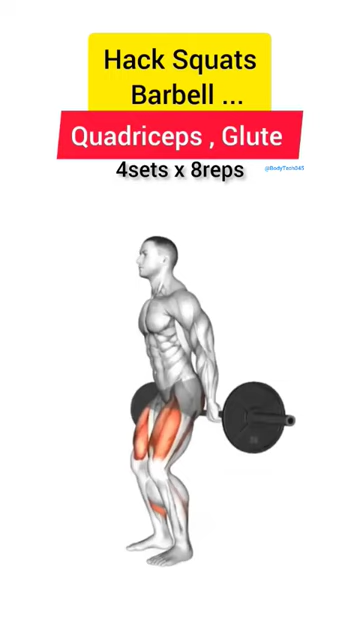 Hack Squats
Barbell ...
Quadriceps , Glute
4sets x 8reps
@BodyTech045